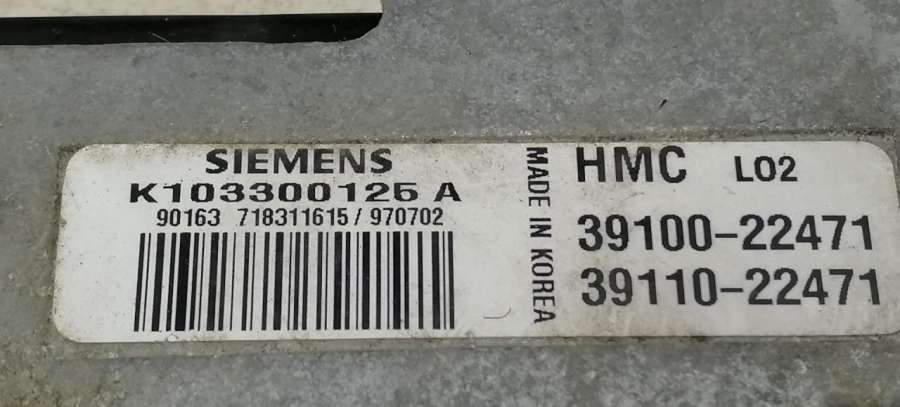 SIEMENS
K103300125 A
90163 718311615/970702
MADE IN KOREA
HMC L02
39100-22471
39110-22471